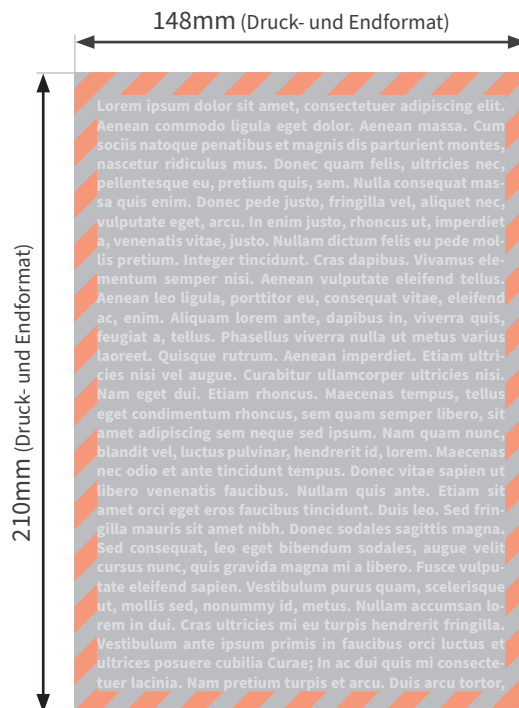 148mm (Druck- und Endformat)
210mm (Druck- und Endformat)
Lorem ipsum dolor sit amet, consectetuer adipiscing elit.
Aenean commodo ligula eget dolor. Aenean massa. Cum
sociis natoque penatibus et magnis dis parturient montes,
nascetur ridiculus mus. Donec quam felis, ultricies nec,
pellentesque eu, pretium quis, sem. Nulla consequat mas-
sa quis enim. Donec pede justo, fringilla vel, aliquet nec,
vulputate eget, arcu. In enim justo, rhoncus ut, imperdiet
a, venenatis vitae, justo. Nullam dictum felis eu pede mol-
lis pretium. Integer tincidunt. Cras dapibus. Vivamus ele-
mentum semper nisi. Aenean vulputate eleifend tellus.
Aenean leo ligula, porttitor eu, consequat vitae, eleifend
ac, enim. Aliquam lorem ante, dapibus in, viverra quis,
feugiat a, tellus. Phasellus viverra nulla ut metus varius
laoreet. Quisque rutrum. Aenean imperdiet. Etiam ultri-
cies nisi vel augue. Curabitur ullamcorper ultricies nisi.
Nam eget dui. Etiam rhoncus. Maecenas tempus, tellus
eget condimentum rhoncus, sem quam semper libero, sit
amet adipiscing sem neque sed ipsum. Nam quam nunc,
blandit vel, luctus pulvinar, hendrerit id, lorem. Maecenas
nec odio et ante tincidunt tempus. Donec vitae sapien ut
libero venenatis faucibus. Nullam quis ante. Etiam sit
amet orci eget eros faucibus tincidunt. Duis leo. Sed frin-
gilla mauris sit amet nibh. Donec sodales sagittis magna.
Sed consequat, leo eget bibendum sodales, augue velit
cursus nunc, quis gravida magna mi a libero. Fusce vulpu-
tate eleifend sapien. Vestibulum purus quam, scelerisque
ut, mollis sed, nonummy id, metus. Nullam accumsan lo-
rem in dui. Cras ultricies mi eu turpis hendrerit fringilla.
Vestibulum ante ipsum primis in faucibus orci luctus et
ultrices posuere cubilia Curae; In ac dui quis mi consecte-
tuer lacinia. Nam pretium turpis et arcu. Duis arcu tortor,